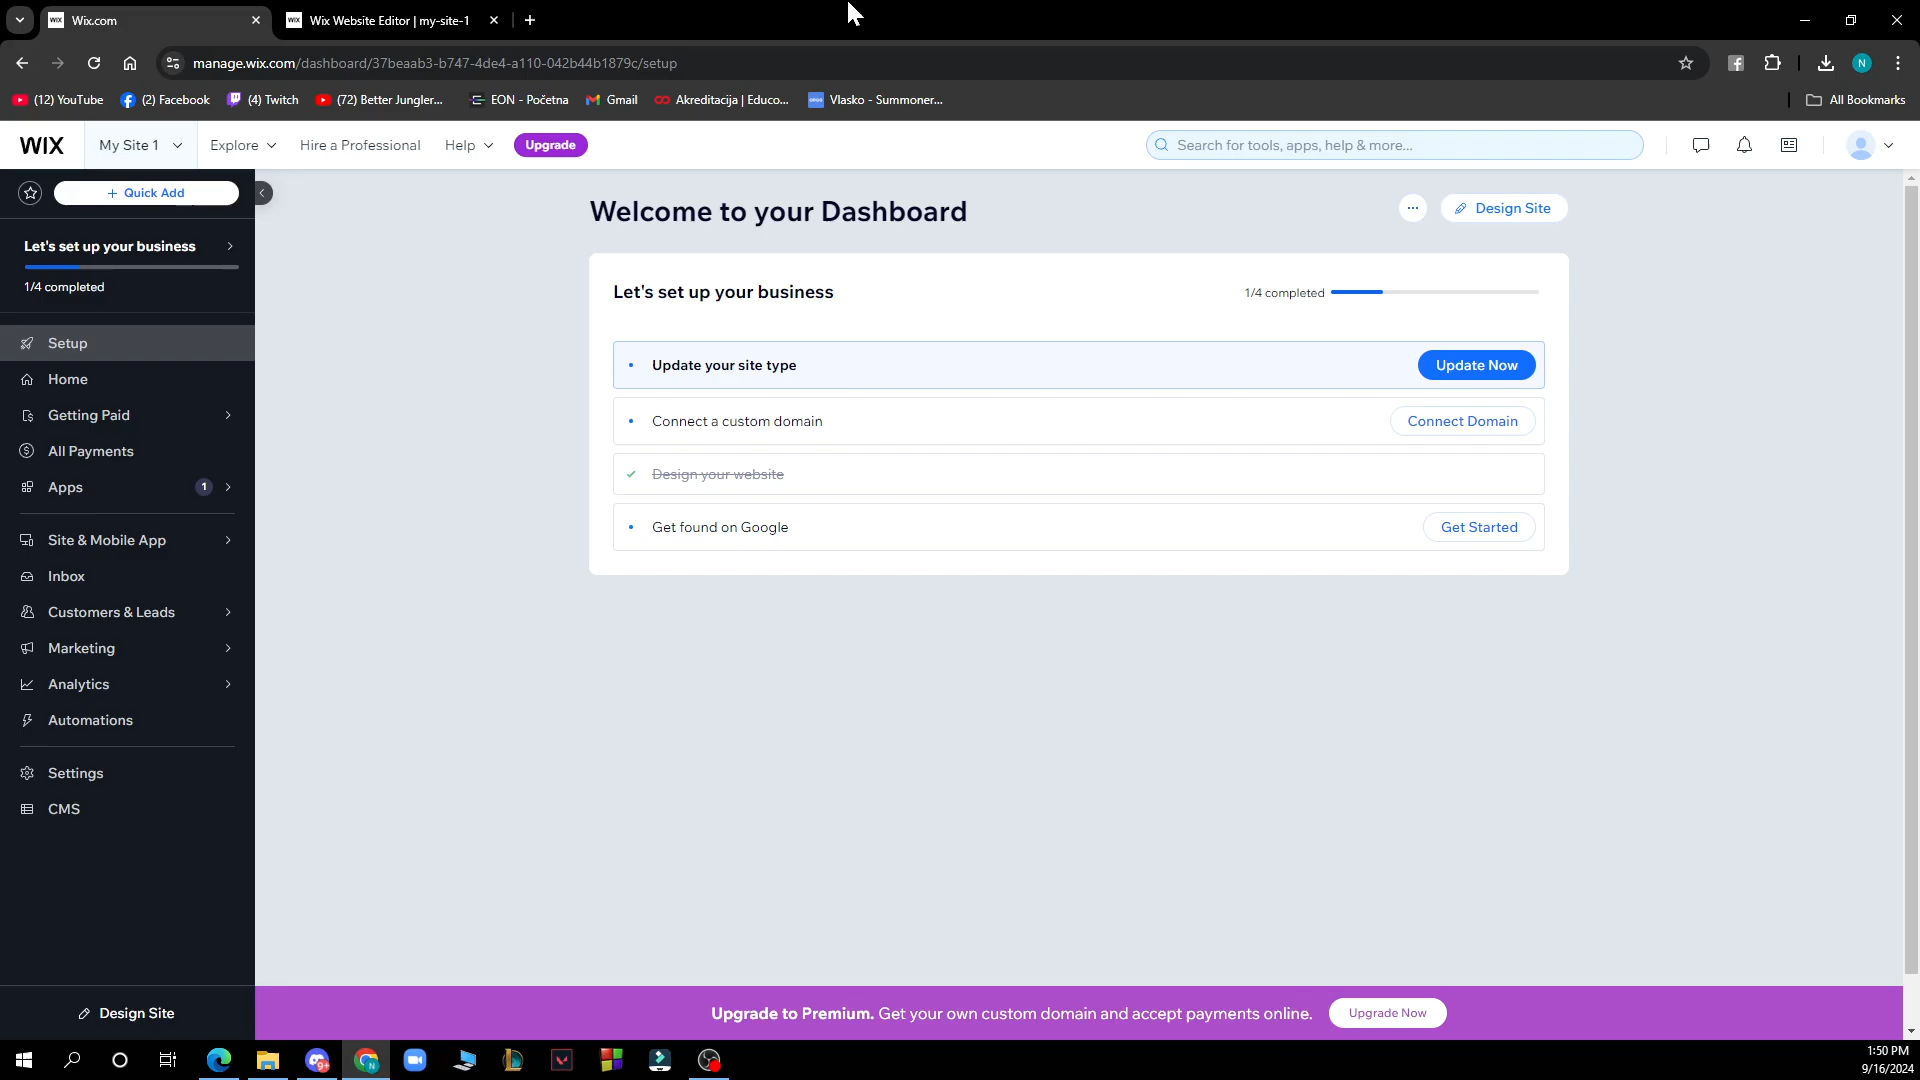 Wix.com
Wix Website Editor | my-site-1
manage.wix.com/dashboard/37beaab3-b747-4de4-a110-042b44b1879c/setup
N
(12) YouTube
(2) Facebook
(4) Twitch
(72) Better Jungler...
EON - Početna
Gmail
Akreditacija | Educo...
Vlasko - Summoner...
All Bookmarks
WIX
My Site 1
Explore
Hire a Professional
Help
Upgrade
Search for tools, apps, help & more...
+ Quick Add
Let's set up your business
1/4 completed
Setup
Home
Getting Paid
All Payments
Apps
1
Site & Mobile App
Inbox
Customers & Leads
Marketing
Analytics
Automations
Settings
CMS
Design Site
Welcome to your Dashboard
Design Site
Let's set up your business
1/4 completed
Update your site type
Update Now
Connect a custom domain
Connect Domain
Design your website
Get found on Google
Get Started
Upgrade to Premium. Get your own custom domain and accept payments online.
Upgrade Now
1:50 PM
9/16/2024